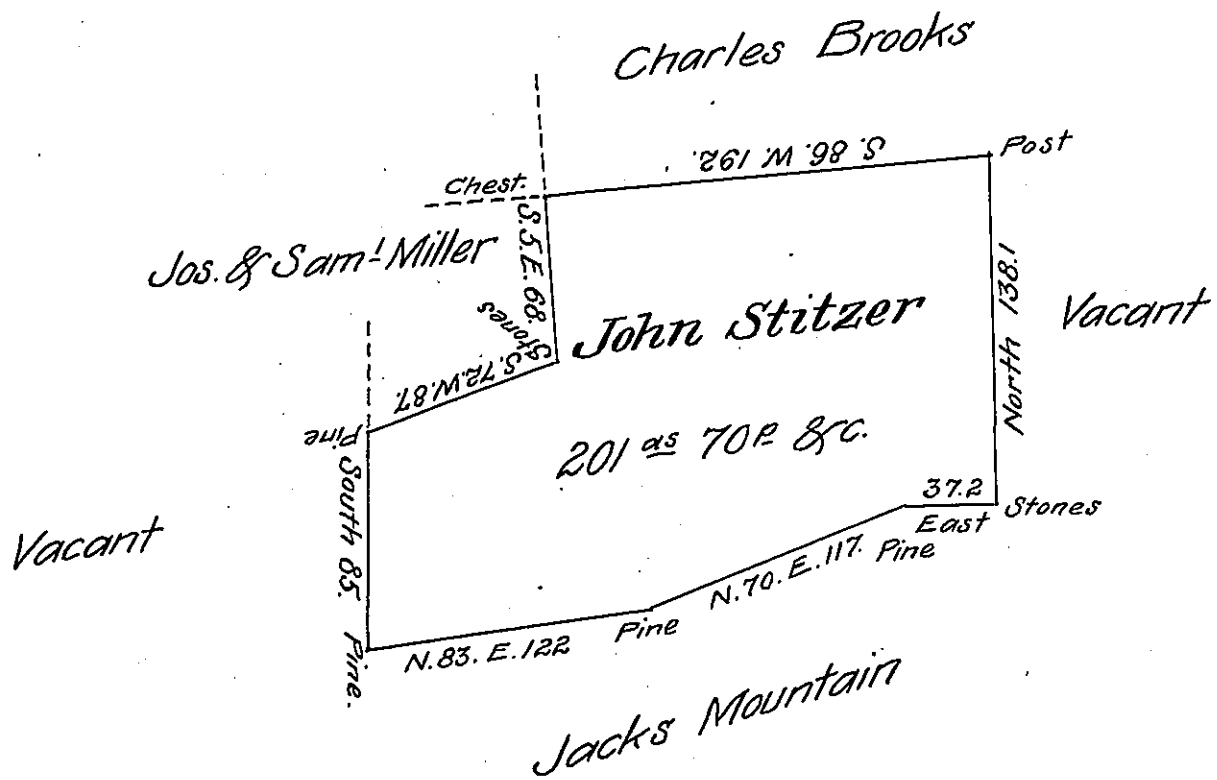 Charles Brooks
S. 86. W. 192.
Post
Chest.
Jos. & Saml Miller
S. 5. E. 68.
Stones
John Stitzer
North 138.1
Vacant
S. 72. W. 87.
Pine
201 as 70 P. &c.
South 85.
37.2
East
Stones
Vacant
Pine
N. 70. E. 117.
Pine
N. 83. E. 122
Pine.
Jacks Mountain